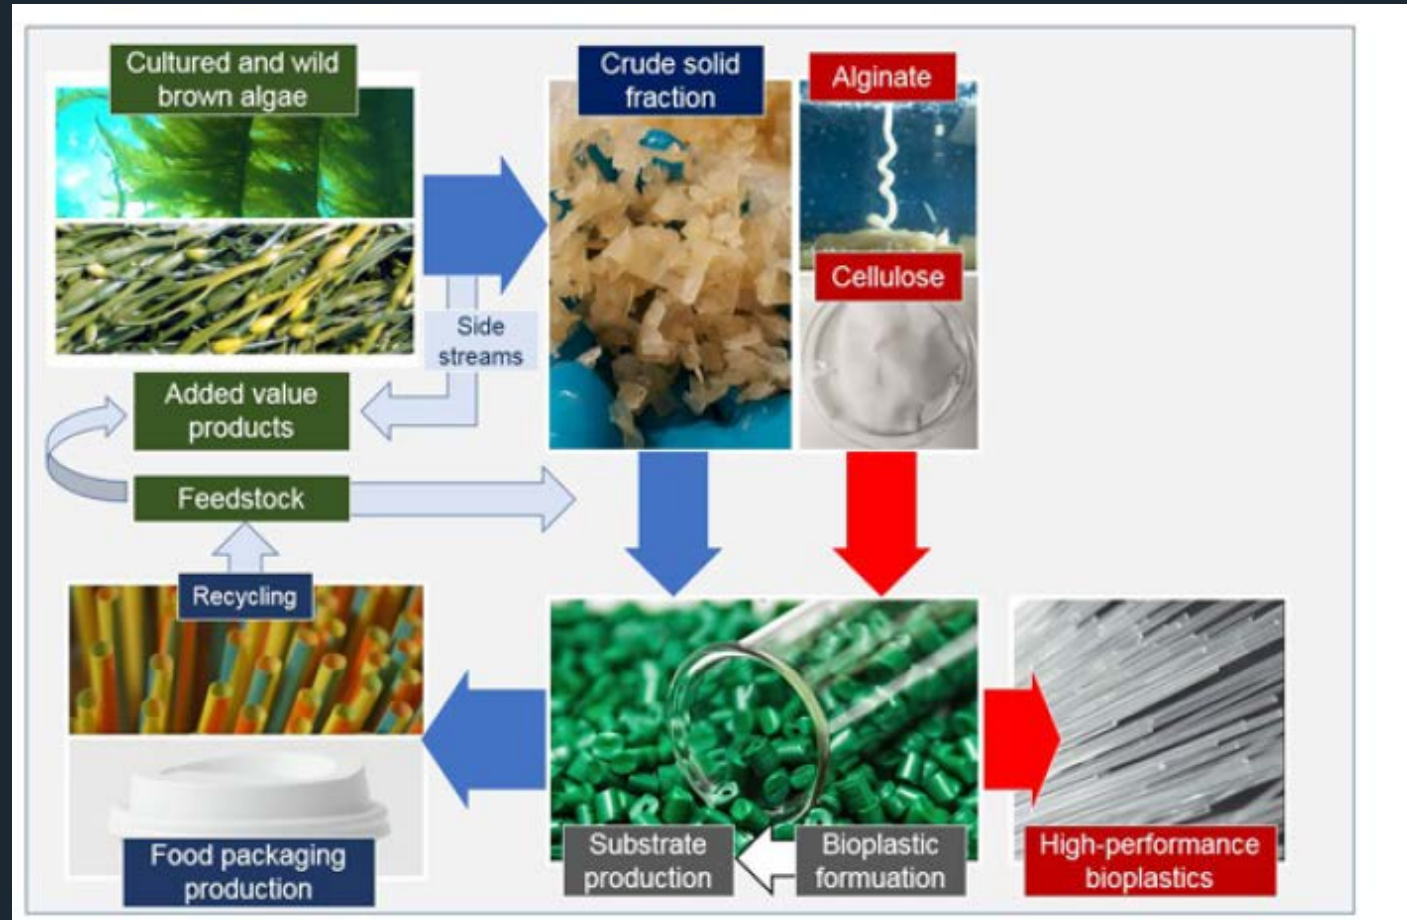 Cultured and wild
brown algae
Crude solid
fraction
Alginate
Cellulose
Side
streams
Added value
products
Feedstock
Recycling
Food packaging
production
Substrate
production
Bioplastic
formuation
High-performance
bioplastics